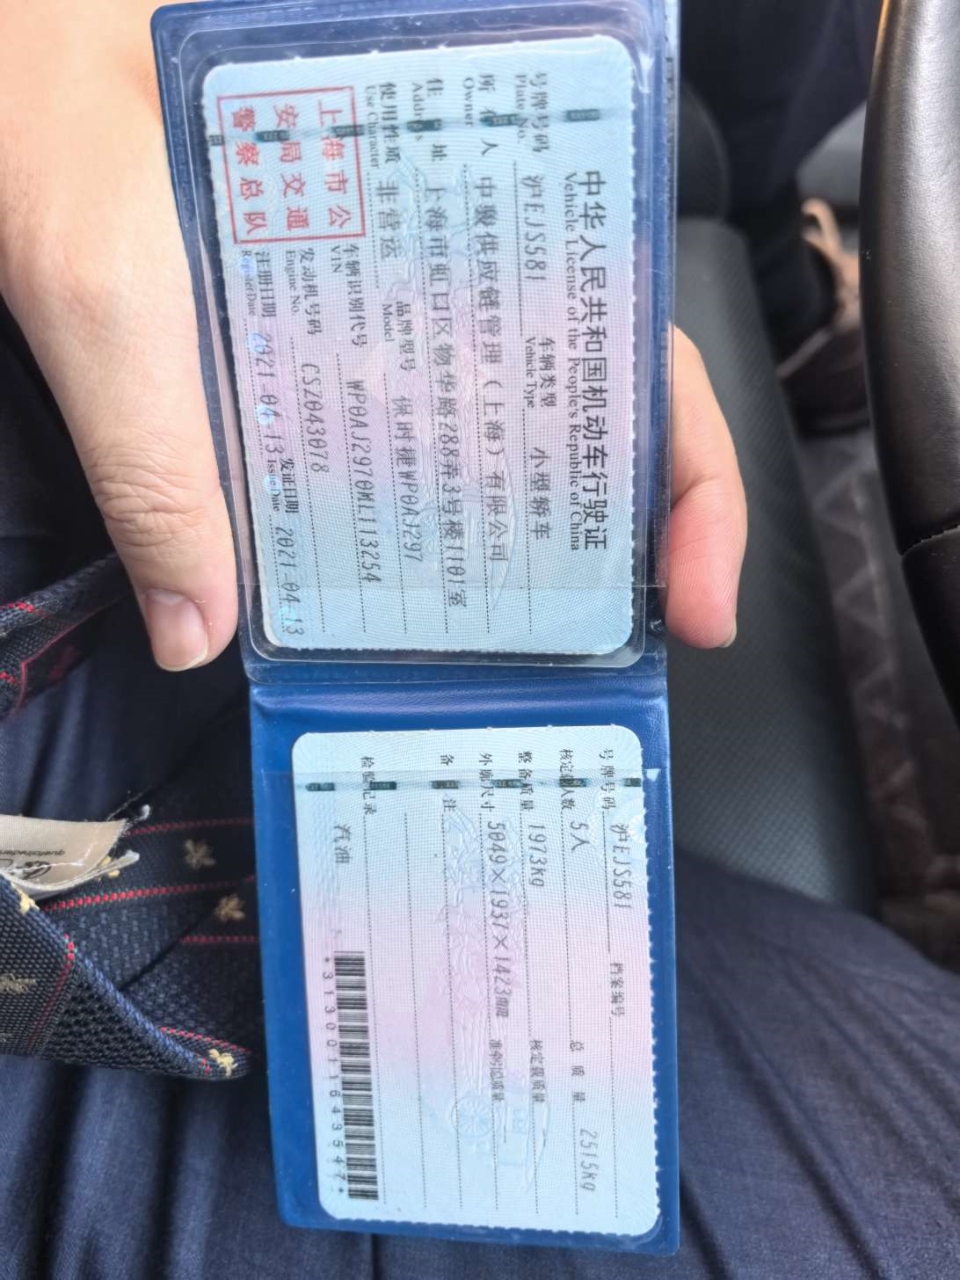 中华人民共和国机动车行驶证
Vehicle License of the People's Republic of China
号牌号码 沪EJS581 车辆类型 小型轿车
Plate No. Vehicle Type
所有人 中骏供应链管理（上海）有限公司
Owner
住址 上海市虹口区物华路288弄3号楼1101室
Address
使用性质 非营运 品牌型号 保时捷WP0AJ297
Use Character Model
上海市公
安局交通
警察总队
车辆识别代号 WP0AJ2970ML113254
VIN
发动机号码 CSZ043078
Engine No.
注册日期 2021-04-13 发证日期 2021-04-13
Register Date Issue Date
号牌号码 沪EJS581 档案编号
核定载人数 5人 总质量 2515kg
整备质量 1973kg 核定载质量
外廓尺寸 5049×1937×1423mm 准牵引总质量
备注
检验记录
汽油
*3130011643547*